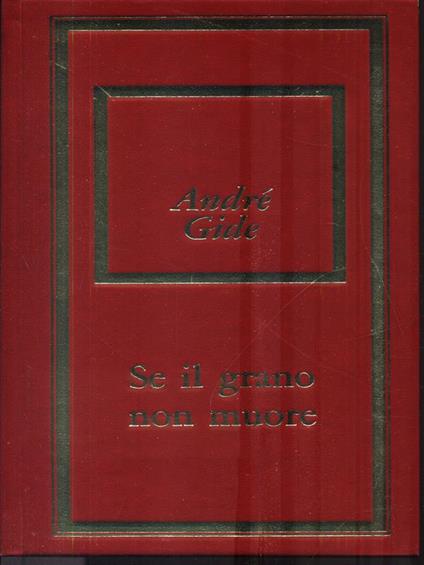 André
Gide
Se il grano
non muore